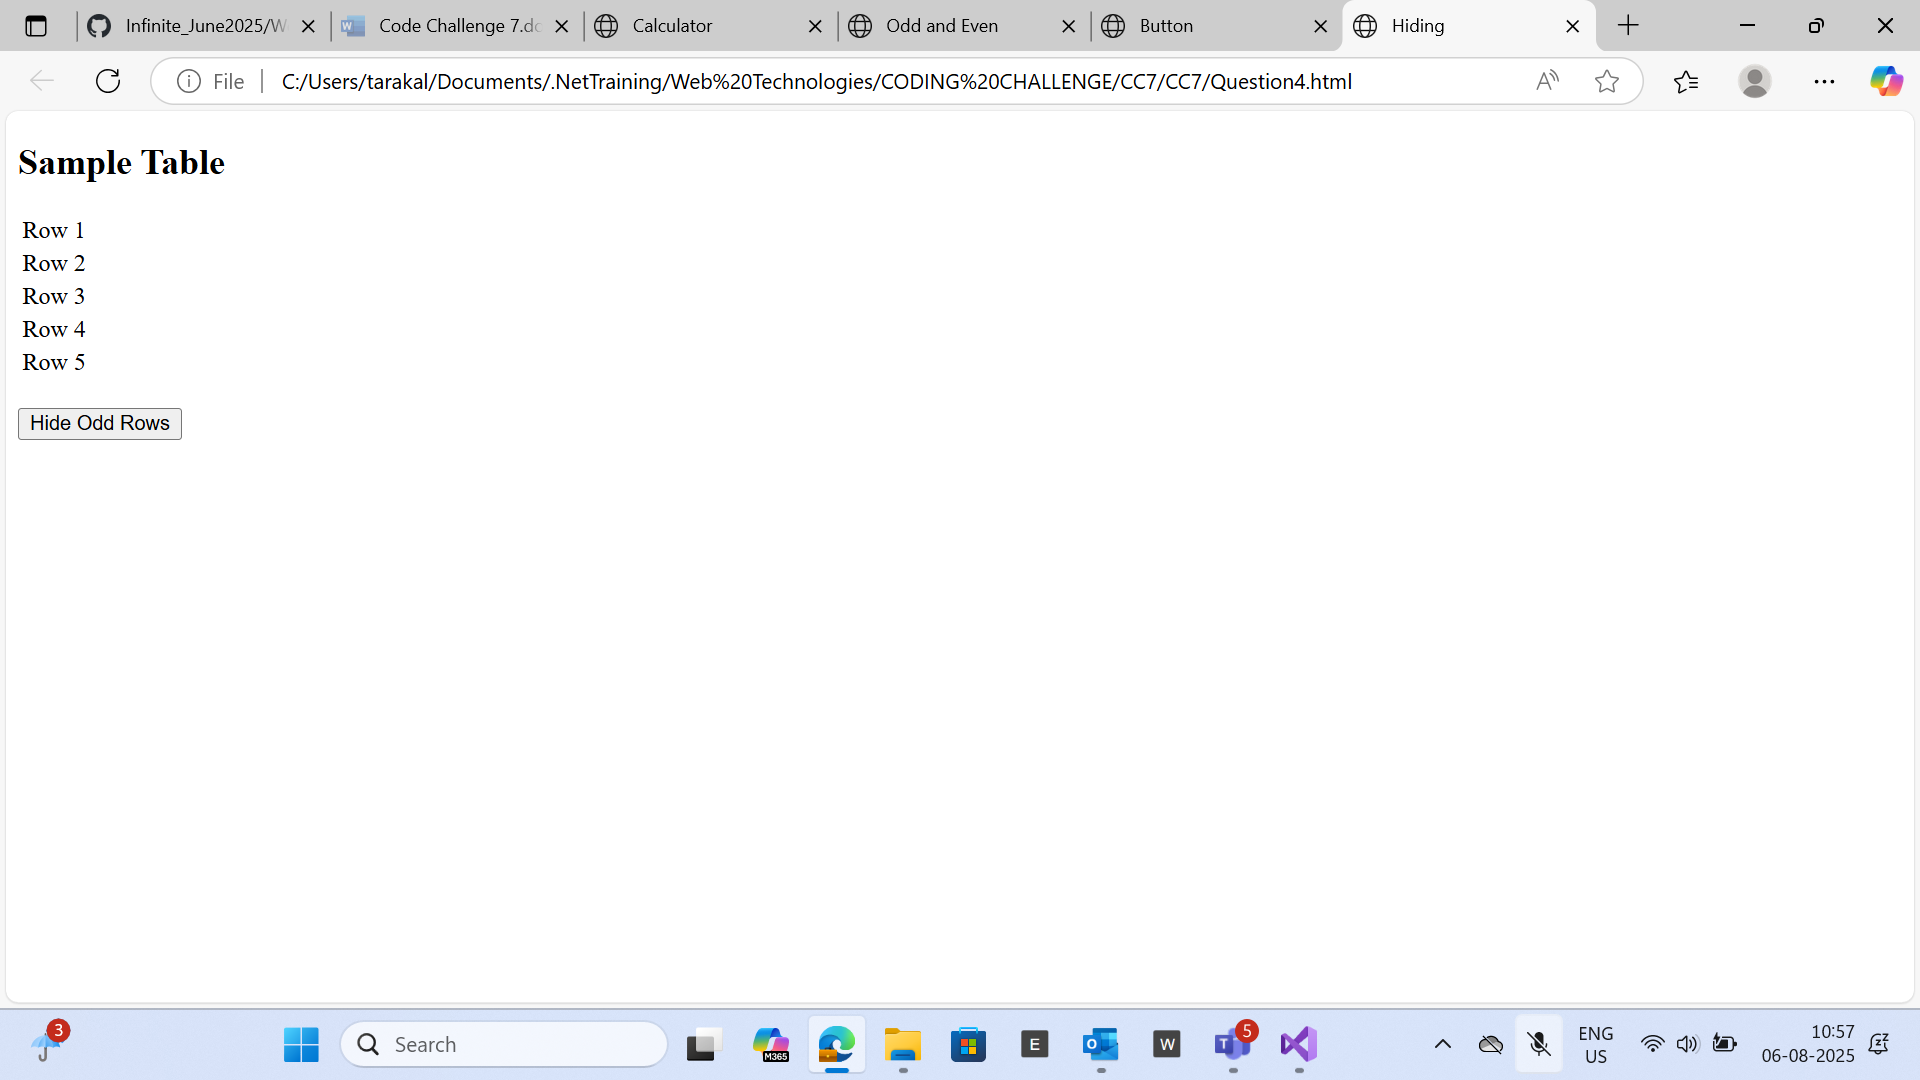 Infinite_June2025/W
Code Challenge 7.do
Calculator
Odd and Even
Button
Hiding
File
C:/Users/tarakal/Documents/.NetTraining/Web%20Technologies/CODING%20CHALLENGE/CC7/CC7/Question4.html
Sample Table
Row 1
Row 2
Row 3
Row 4
Row 5
Hide Odd Rows
3
Search
M365
E
O
W
T
5
ENG
US
10:57
06-08-2025